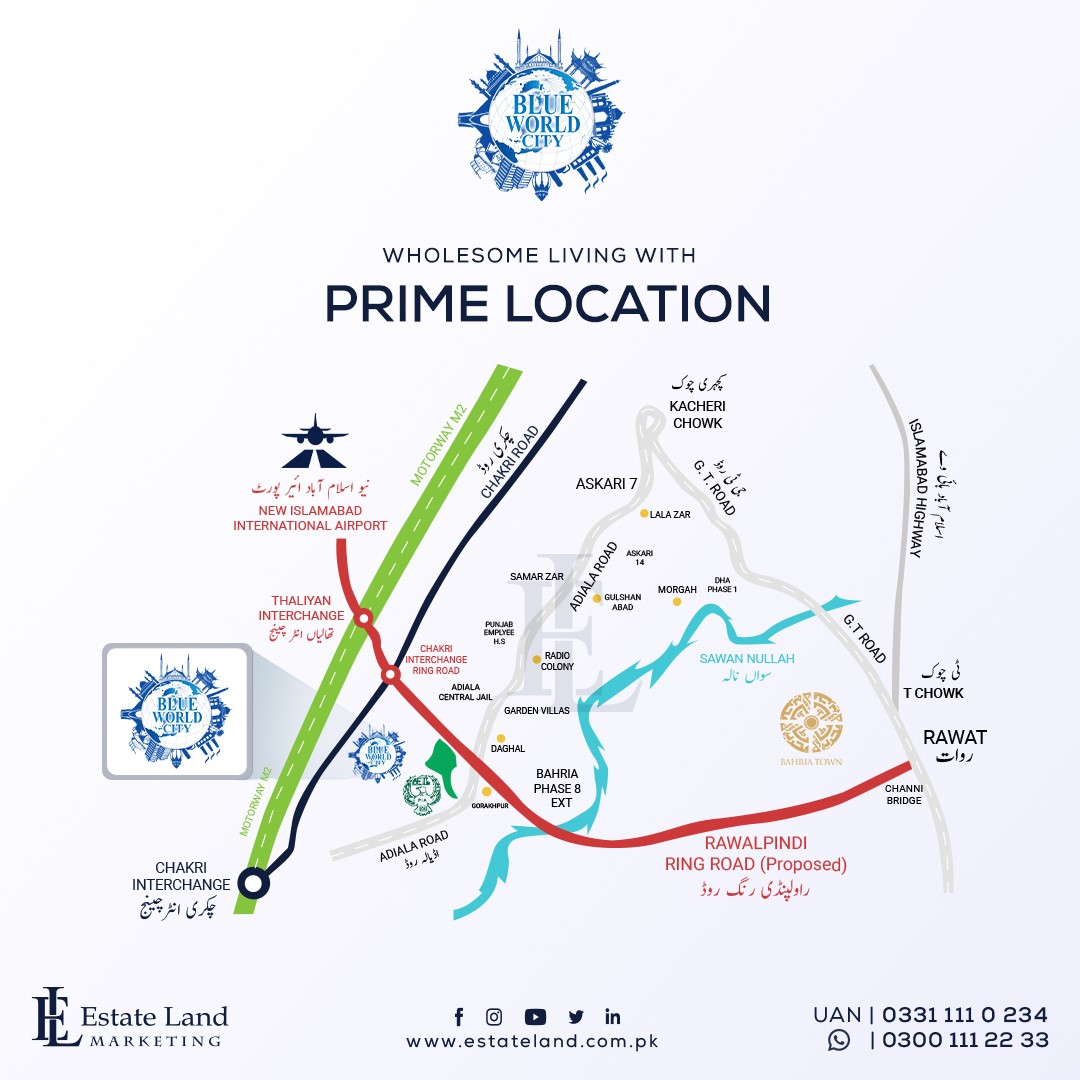 BLUE
WORLD
CITY
WHOLESOME LIVING WITH
PRIME LOCATION
MOTORWAY M2
چکری روڈ
CHAKRI ROAD
کچہری چوک
KACHERI
CHOWK
جی ٹی روڈ
G. T. ROAD
ISLAMABAD HIGHWAY
اسلام آباد ہائی وے
نیو اسلام آباد ائیر پورٹ
NEW ISLAMABAD
INTERNATIONAL AIRPORT
ASKARI 7
LALA ZAR
ASKARI
14
SAMAR ZAR
ADIALA ROAD
GULSHAN
ABAD
MORGAH
DHA
PHASE 1
THALIYAN
INTERCHANGE
تھالیاں انٹر چینج
PUNJAB
EMPLYEE
H.S
CHAKRI
INTERCHANGE
RING ROAD
RADIO
COLONY
SAWAN NULLAH
سواں نالہ
G.T ROAD
ٹی چوک
T CHOWK
ADIALA
CENTRAL JAIL
GARDEN VILLAS
BLUE
WORLD
CITY
BLUE
WORLD
CITY
DAGHAL
BAHRIA TOWN
RAWAT
روات
BAHRIA
PHASE 8
EXT
GORAKHPUR
CHANNI
BRIDGE
MOTORWAY M2
ADIALA ROAD
اڈیالہ روڈ
RAWALPINDI
RING ROAD (Proposed)
راولپنڈی رنگ روڈ
CHAKRI
INTERCHANGE
چکری انٹر چینج
EL
Estate Land
MARKETING
www.estateland.com.pk
UAN | 0331 111 0 234
| 0300 111 22 33